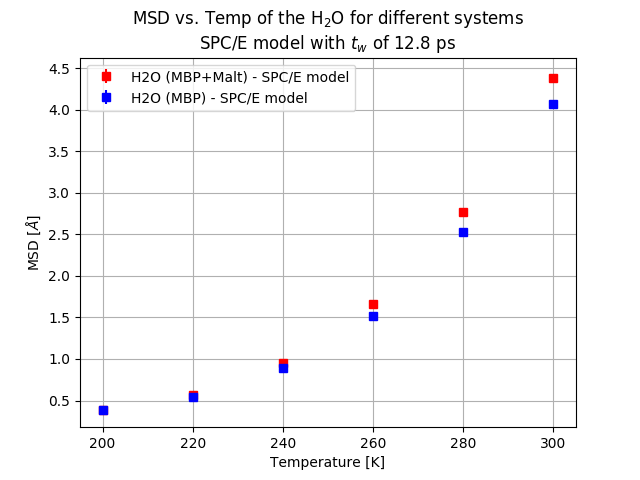 MSD vs. Temp of the H₂O for different systems
SPC/E model with t_w of 12.8 ps
H2O (MBP+Malt) - SPC/E model
H2O (MBP) - SPC/E model
MSD [Å]
4.5
4.0
3.5
3.0
2.5
2.0
1.5
1.0
0.5
200 220 240 260 280 300
Temperature [K]